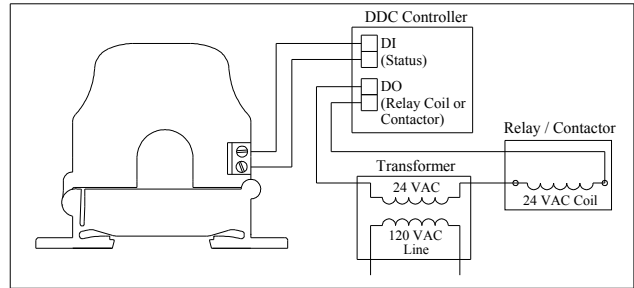 DDC Controller
DI
(Status)
DO
(Relay Coil or
Contactor)
Relay / Contactor
Transformer
24 VAC
24 VAC Coil
120 VAC
Line